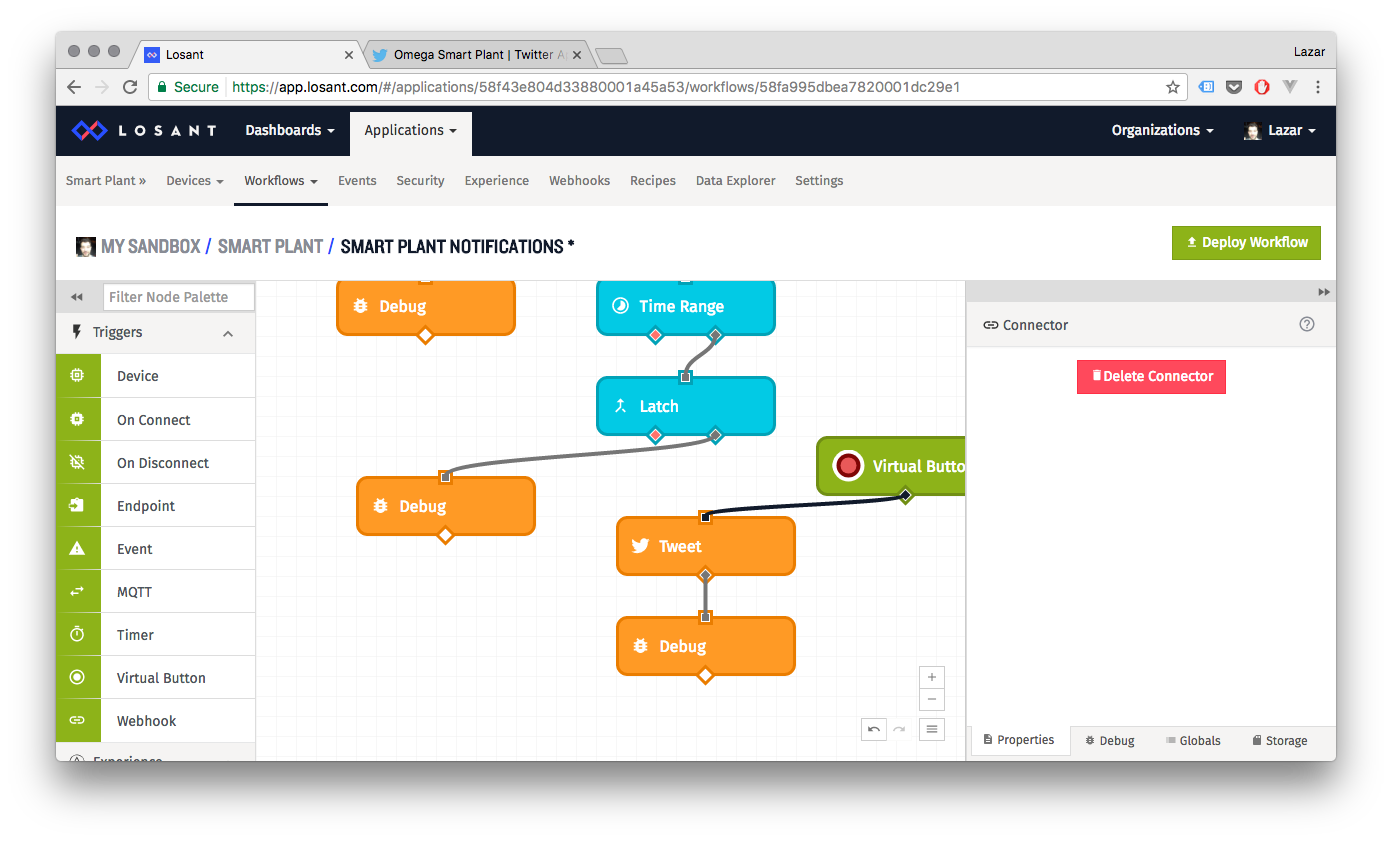 Losant
Omega Smart Plant | Twitter A
Lazar
Secure
https://app.losant.com/#/applications/58f43e804d33880001a45a53/workflows/58fa995dbea7820001dc29e1
LOSANT Dashboards Applications Organizations Lazar
Smart Plant » Devices Workflows Events Security Experience Webhooks Recipes Data Explorer Settings
MY SANDBOX / SMART PLANT / SMART PLANT NOTIFICATIONS *
Deploy Workflow
Filter Node Palette
Triggers
Device
On Connect
On Disconnect
Endpoint
Event
MQTT
Timer
Virtual Button
Webhook
Experience
Debug
Time Range
Latch
Virtual Butto
Debug
Tweet
Debug
Connector
Delete Connector
Properties Debug Globals Storage